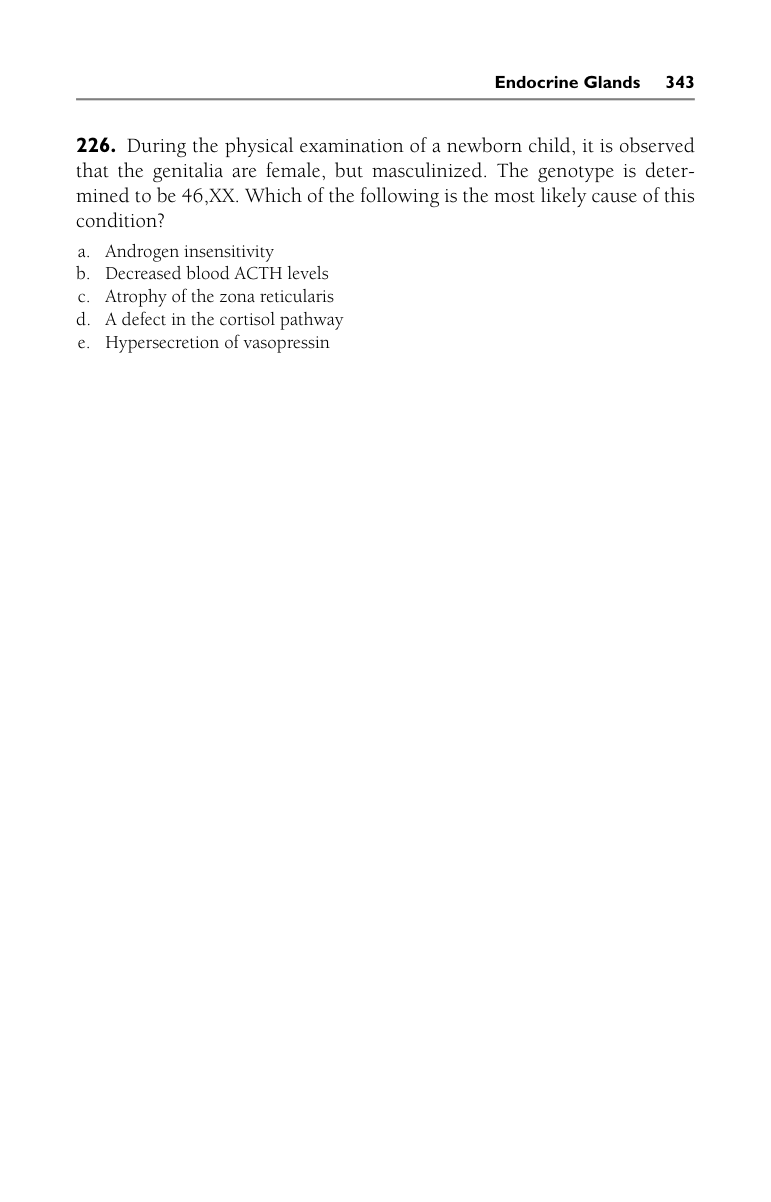 Endocrine Glands 343
226. During the physical examination of a newborn child, it is observed
that the genitalia are female, but masculinized. The genotype is deter-
mined to be 46,XX. Which of the following is the most likely cause of this
condition?
a. Androgen insensitivity
b. Decreased blood ACTH levels
c. Atrophy of the zona reticularis
d. A defect in the cortisol pathway
e. Hypersecretion of vasopressin